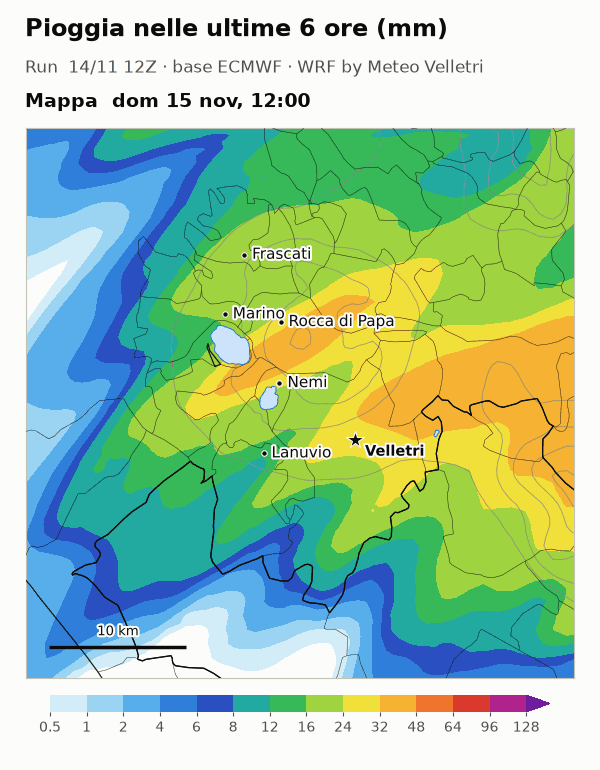 Pioggia nelle ultime 6 ore (mm)
Run  14/11 12Z · base ECMWF · WRF by Meteo Velletri
Mappa  dom 15 nov, 12:00
Frascati
Marino
Rocca di Papa
Nemi
Velletri
Lanuvio
10 km
0.5 1 2 4 6 8 12 16 24 32 48 64 96 128